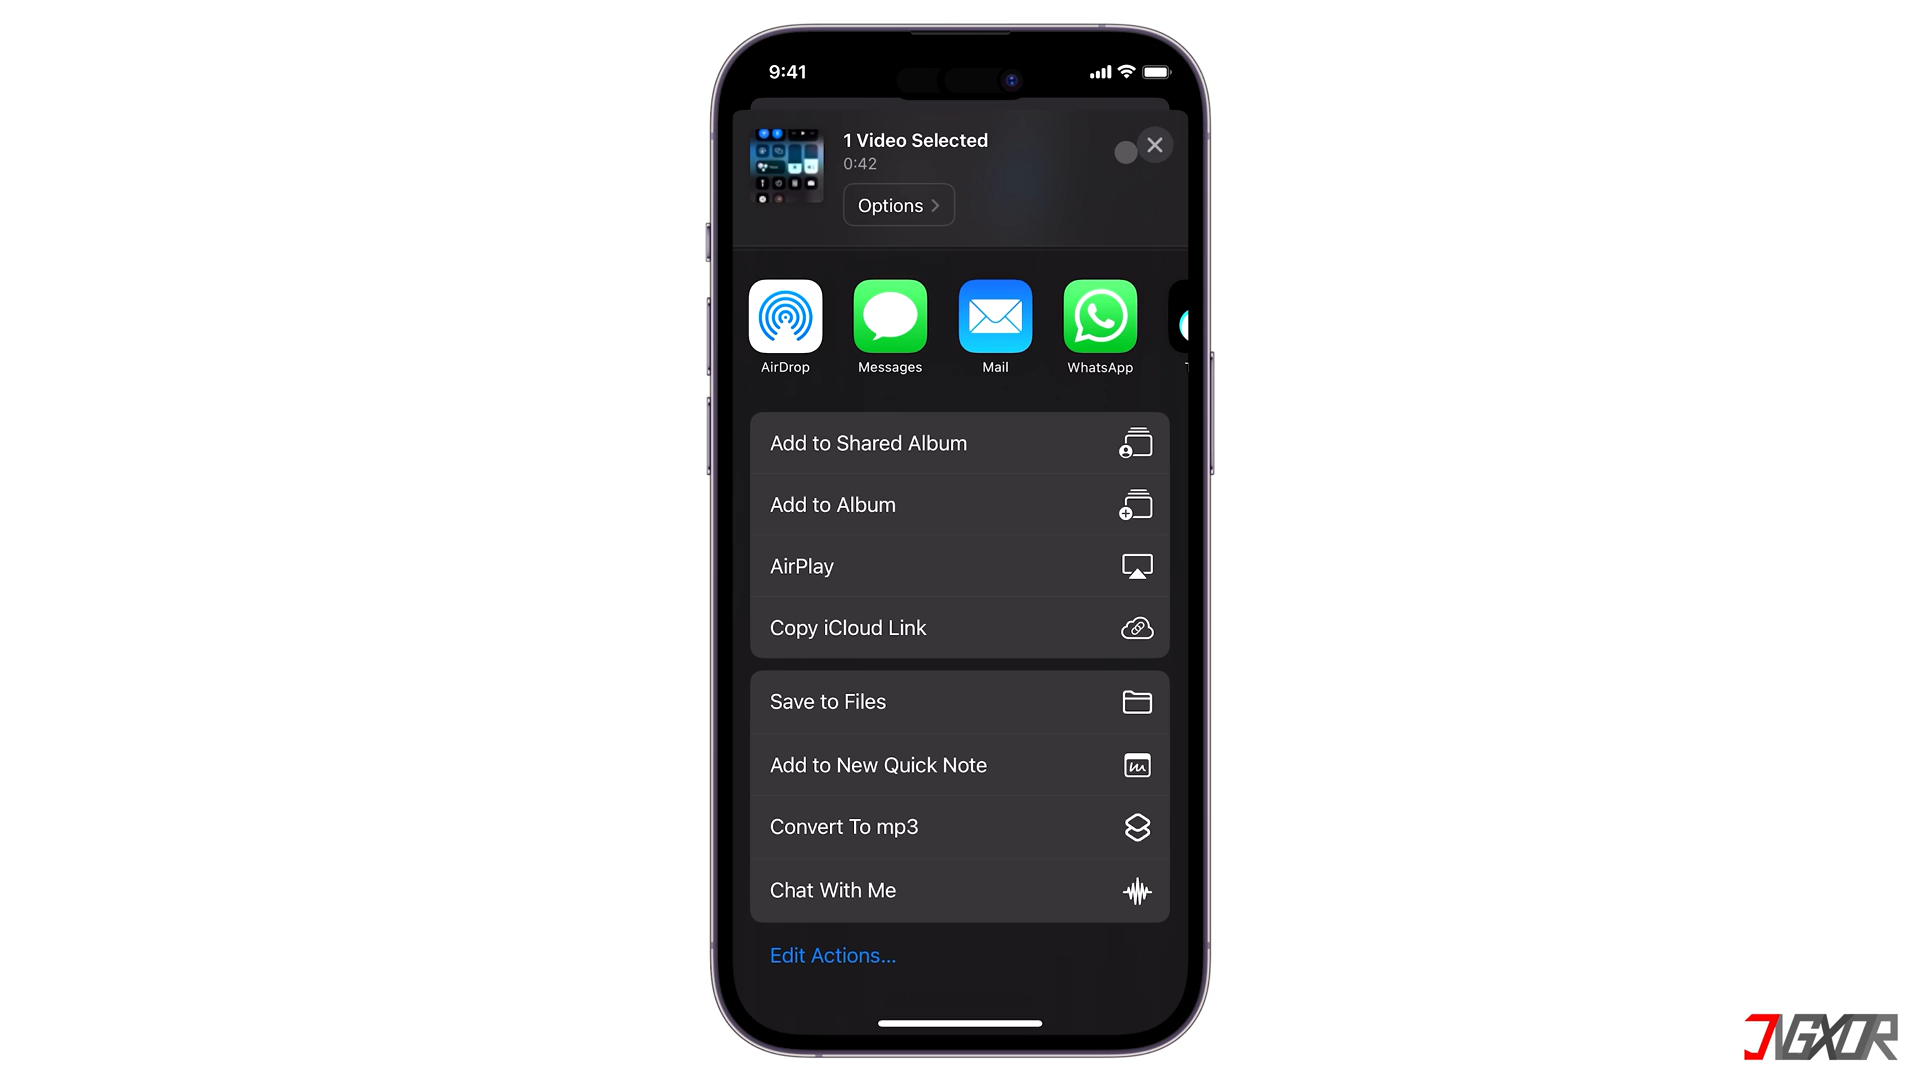 9:41
1 Video Selected
0:42
Options
AirDrop
Messages
Mail
WhatsApp
Add to Shared Album
Add to Album
AirPlay
Copy iCloud Link
Save to Files
Add to New Quick Note
Convert To mp3
Chat With Me
Edit Actions...
JVGXOR